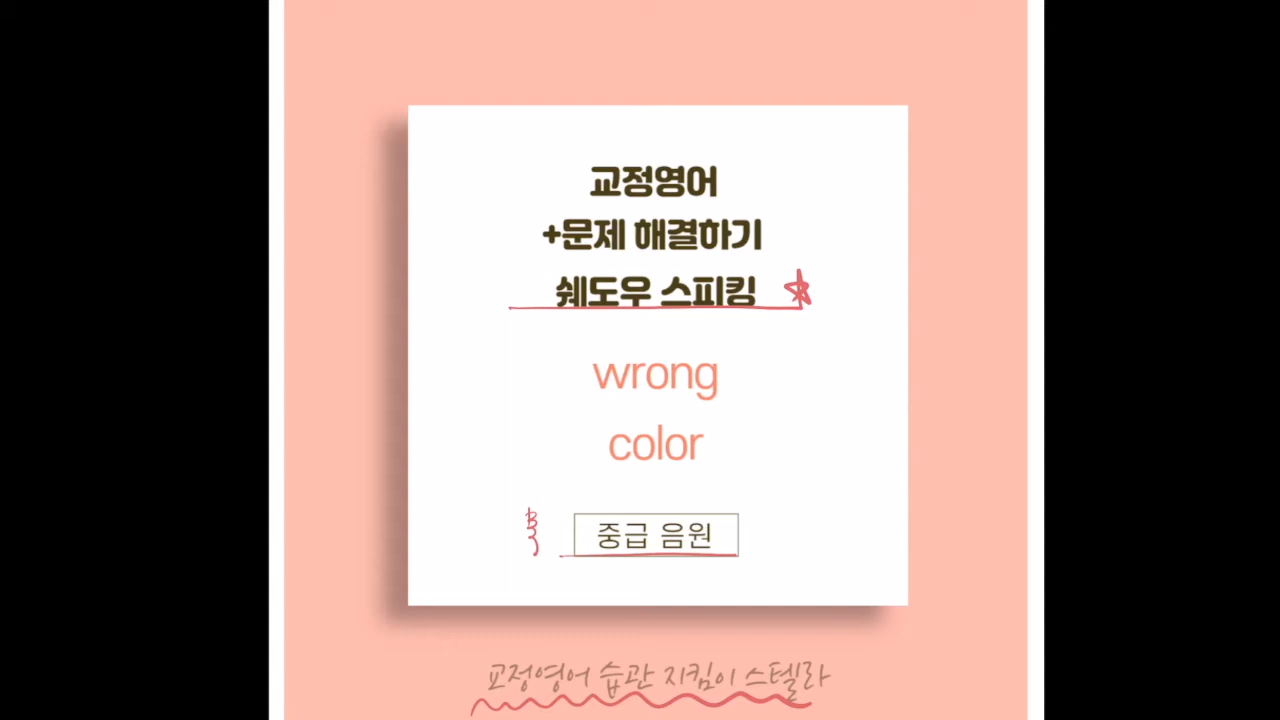 교정영어
+문제 해결하기
쉐도우 스피킹
wrong
color
중급 음원
교정영어 습관 지킴이 스텔라